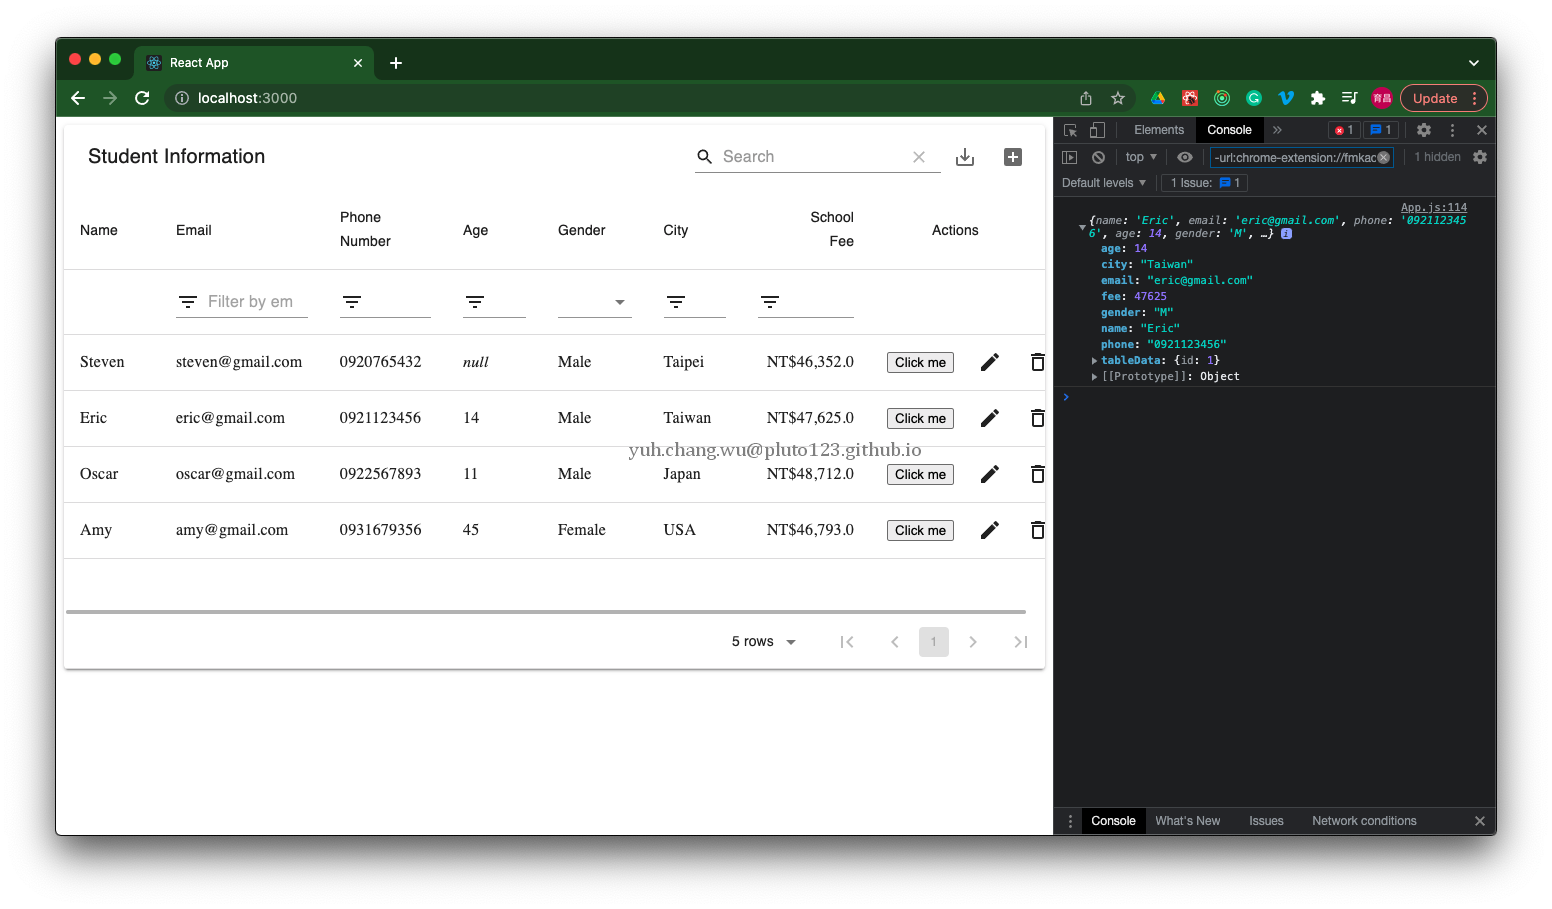 React App
localhost:3000
育昌
Update
Student Information
Search
Name Email Phone Number Age Gender City School Fee Actions
Filter by em
Steven steven@gmail.com 0920765432 null Male Taipei NT$46,352.0 Click me
Eric eric@gmail.com 0921123456 14 Male Taiwan NT$47,625.0 Click me
yuh.chang.wu@pluto123.github.io
Oscar oscar@gmail.com 0922567893 11 Male Japan NT$48,712.0 Click me
Amy amy@gmail.com 0931679356 45 Female USA NT$46,793.0 Click me
5 rows 1
Elements Console » 1 1
top -url:chrome-extension://fmkac 1 hidden
Default levels 1 Issue: 1
App.js:114
{name: 'Eric', email: 'eric@gmail.com', phone: '092112345
6', age: 14, gender: 'M', …} i
age: 14
city: "Taiwan"
email: "eric@gmail.com"
fee: 47625
gender: "M"
name: "Eric"
phone: "0921123456"
tableData: {id: 1}
[[Prototype]]: Object
Console What's New Issues Network conditions